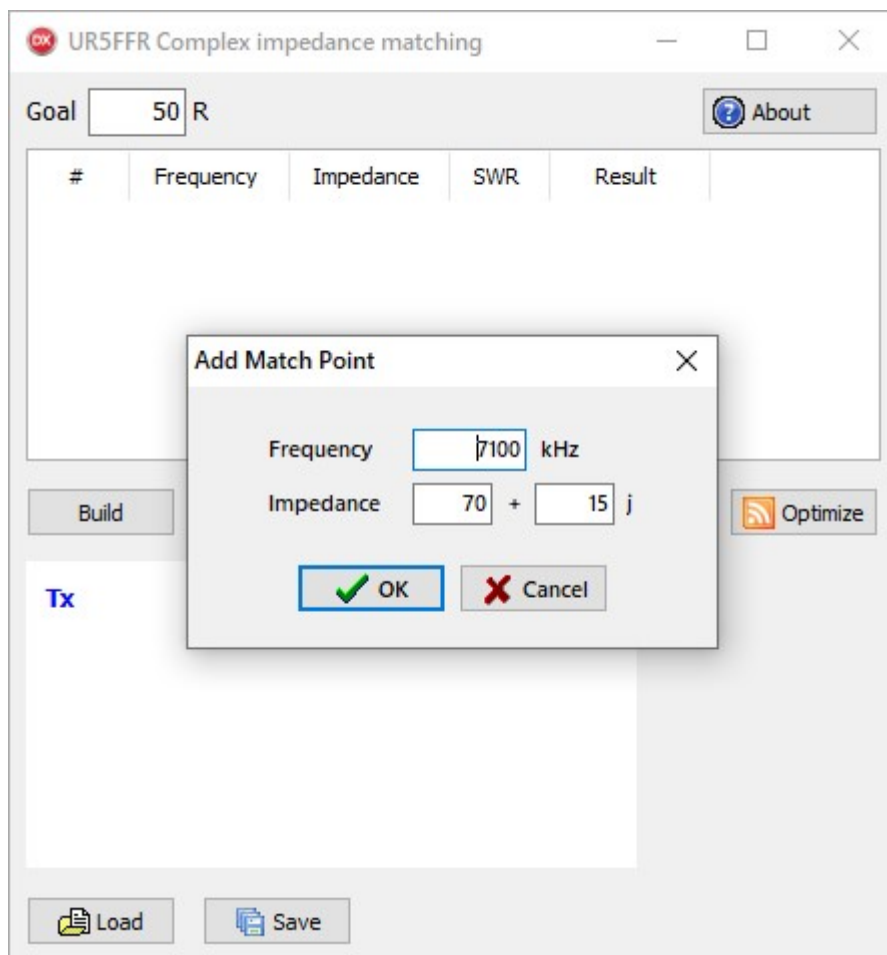 UR5FFR Complex impedance matching
Goal 50 R About
# Frequency Impedance SWR Result
Add Match Point
Frequency 7100 kHz
Impedance 70 + 15 j
OK Cancel
Build Optimize
Tx
Load Save